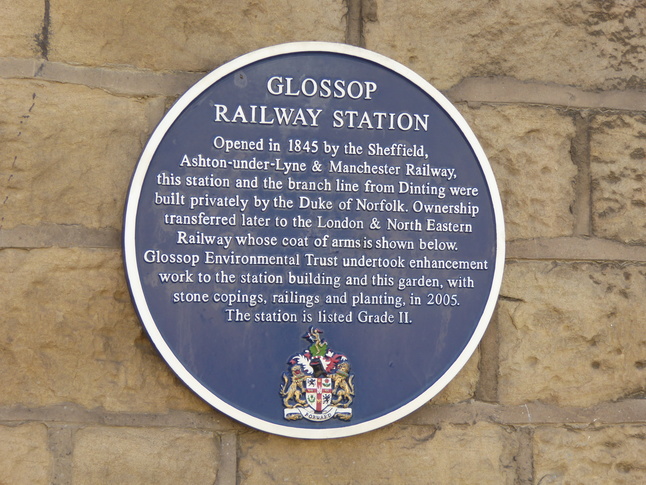 GLOSSOP
RAILWAY STATION
Opened in 1845 by the Sheffield,
Ashton-under-Lyne & Manchester Railway,
this station and the branch line from Dinting were
built privately by the Duke of Norfolk. Ownership
transferred later to the London & North Eastern
Railway whose coat of arms is shown below.
Glossop Environmental Trust undertook enhancement
work to the station building and this garden, with
stone copings, railings and planting, in 2005.
The station is listed Grade II.
FORWARD